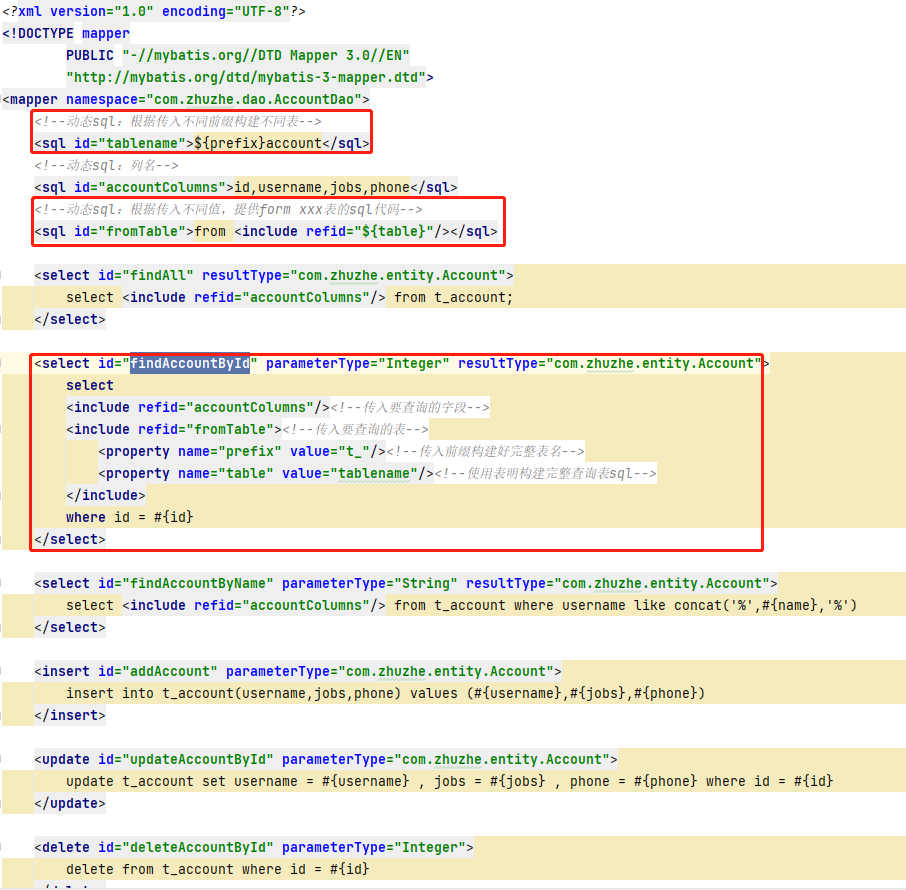 <?xml version="1.0" encoding="UTF-8"?>
<!DOCTYPE mapper
PUBLIC "-//mybatis.org//DTD Mapper 3.0//EN"
"http://mybatis.org/dtd/mybatis-3-mapper.dtd">
<mapper namespace="com.zhuzhe.dao.AccountDao">
<!--动态sql：根据传入不同前缀构建不同表-->
<sql id="tablename">${prefix}account</sql>
<!--动态sql：列名-->
<sql id="accountColumns">id,username,jobs,phone</sql>
<!--动态sql：根据传入不同值，提供form xxx表的sql代码-->
<sql id="fromTable">from <include refid="${table}"/></sql>
<select id="findAll" resultType="com.zhuzhe.entity.Account">
select <include refid="accountColumns"/> from t_account;
</select>
<select id="findAccountById" parameterType="Integer" resultType="com.zhuzhe.entity.Account">
select
<include refid="accountColumns"/><!--传入要查询的字段-->
<include refid="fromTable"><!--传入要查询的表-->
<property name="prefix" value="t_"/><!--传入前缀构建好完整表名-->
<property name="table" value="tablename"/><!--使用表明构建完整查询表sql-->
</include>
where id = #{id}
</select>
<select id="findAccountByName" parameterType="String" resultType="com.zhuzhe.entity.Account">
select <include refid="accountColumns"/> from t_account where username like concat('%',#{name},'%')
</select>
<insert id="addAccount" parameterType="com.zhuzhe.entity.Account">
insert into t_account(username,jobs,phone) values (#{username},#{jobs},#{phone})
</insert>
<update id="updateAccountById" parameterType="com.zhuzhe.entity.Account">
update t_account set username = #{username} , jobs = #{jobs} , phone = #{phone} where id = #{id}
</update>
<delete id="deleteAccountById" parameterType="Integer">
delete from t_account where id = #{id}